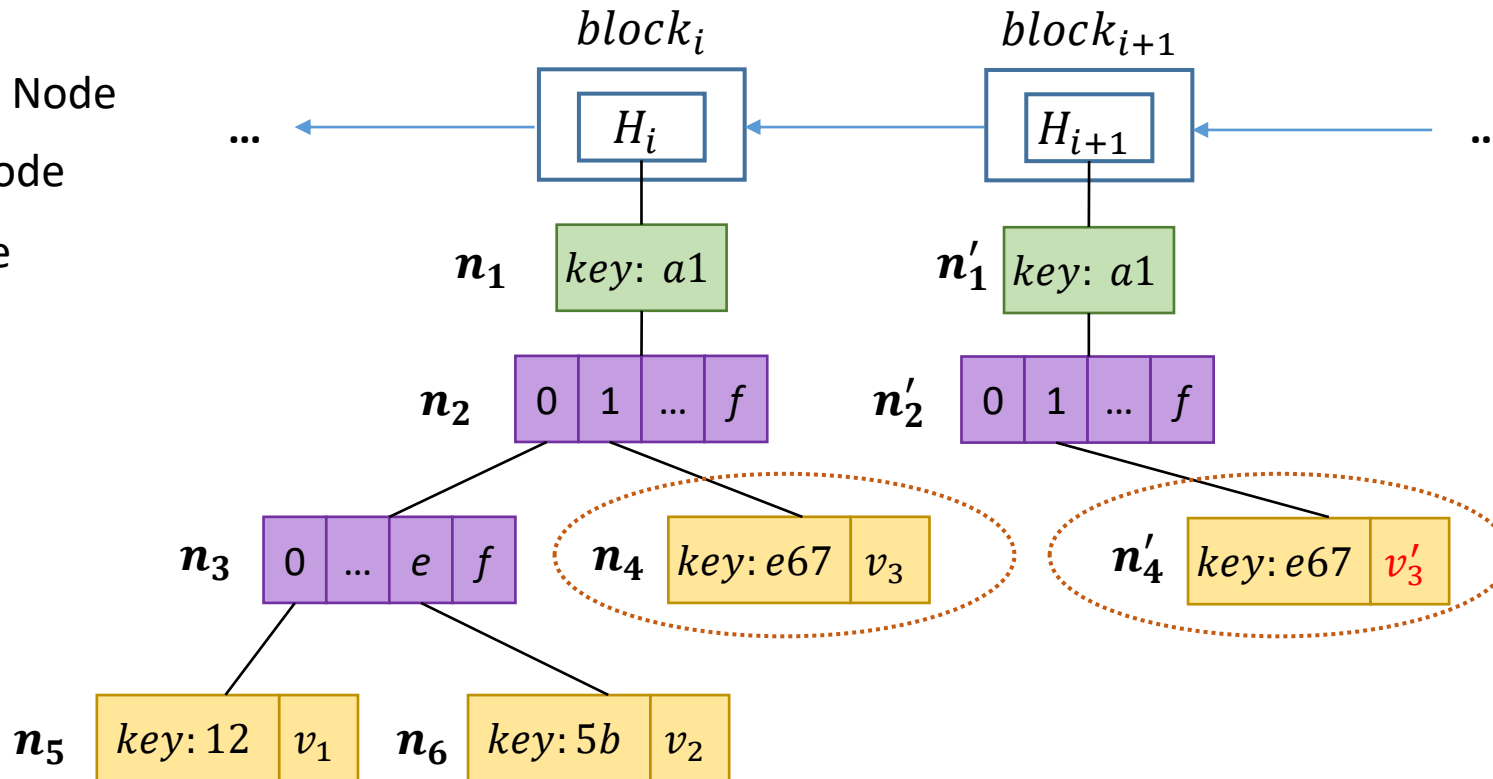 block_i block_{i+1}
Node
... H_i H_{i+1} ..
n_1 key: a1 n'_1 key: a1
n_2 0 1 ... f n'_2 0 1 ... f
n_3 0 ... e f n_4 key: e67 v_3 n'_4 key: e67 v'_3
n_5 key: 12 v_1 n_6 key: 5b v_2